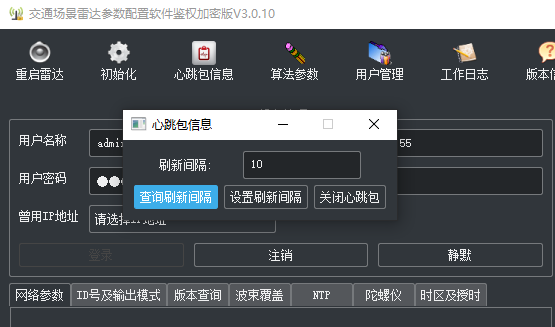 交通场景雷达参数配置软件鉴权加密版V3.0.10
重启雷达 初始化 心跳包信息 算法参数 用户管理 工作日志 版本信
心跳包信息
用户名称 admi 55
刷新间隔: 10
用户密码
查询刷新间隔 设置刷新间隔 关闭心跳包
曾用IP地址 请选择IP地址
登录 注销 静默
网络参数 ID号及输出模式 版本查询 波束覆盖 NTP 陀螺仪 时区及授时